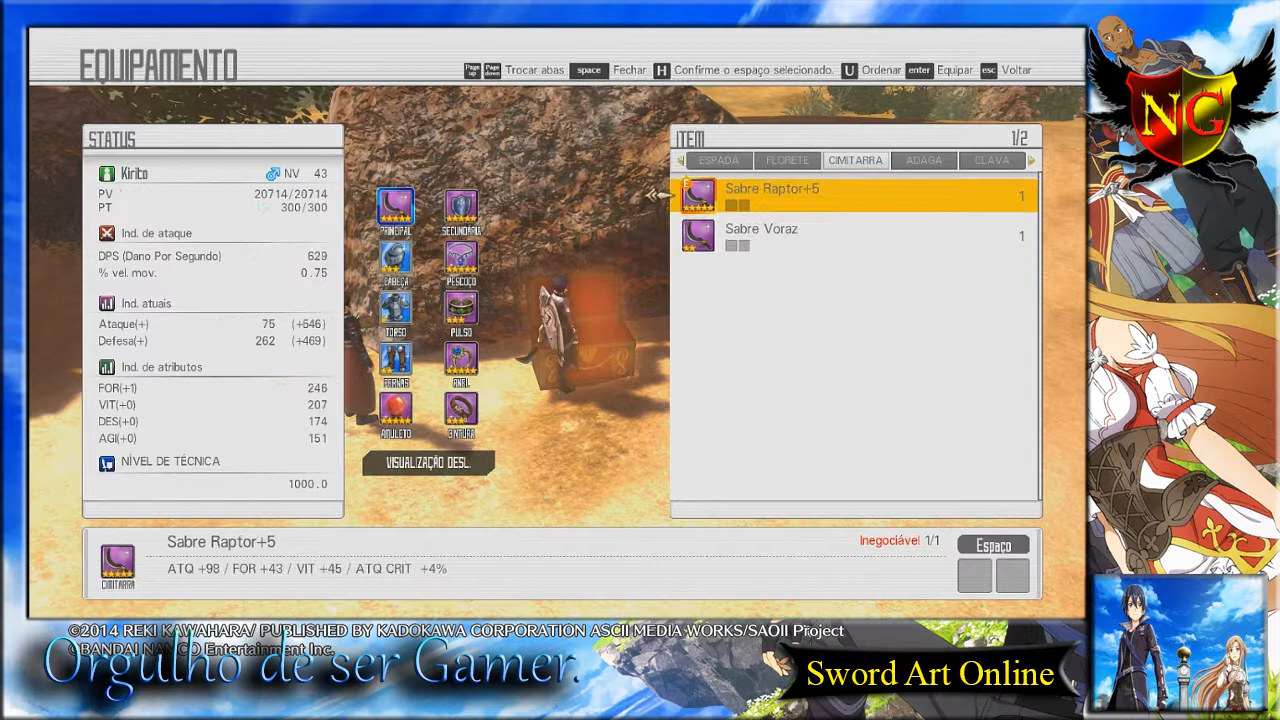 EQUIPAMENTO
Page up Page down Trocar abas space Fechar H Confirme o espaço selecionado. U Ordenar enter Equipar esc Voltar
NG
STATUS
Kirito NV 43
PV 20714/20714
PT 300/300
Ind. de ataque
DPS (Dano Por Segundo) 629
% vel. mov. 0.75
Ind. atuais
Ataque(+) 75 (+546)
Defesa(+) 262 (+469)
Ind. de atributos
FOR(+1) 246
VIT(+0) 207
DES(+0) 174
AGI(+0) 151
NÍVEL DE TÉCNICA
1000.0
PRINCIPAL SECUNDÁRIA
CABEÇA PESCOÇO
TORSO PULSO
PERNAS ANEL
AMULETO CINTURA
VISUALIZAÇÃO DESL.
ITEM 1/2
ESPADA FLORETE CIMITARRA ADAGA CLAVA
E
Sabre Raptor+5 1
Sabre Voraz 1
Sabre Raptor+5 Inegociável 1/1 Espaço
ATQ +98 / FOR +43 / VIT +45 / ATQ CRIT +4%
CIMITARRA
©2014 REKI KAWAHARA/ PUBLISHED BY KADOKAWA CORPORATION ASCII MEDIA WORKS/SAOII Project
©BANDAI NAMCO Entertainment Inc.
Orgulho de ser Gamer.
Sword Art Online